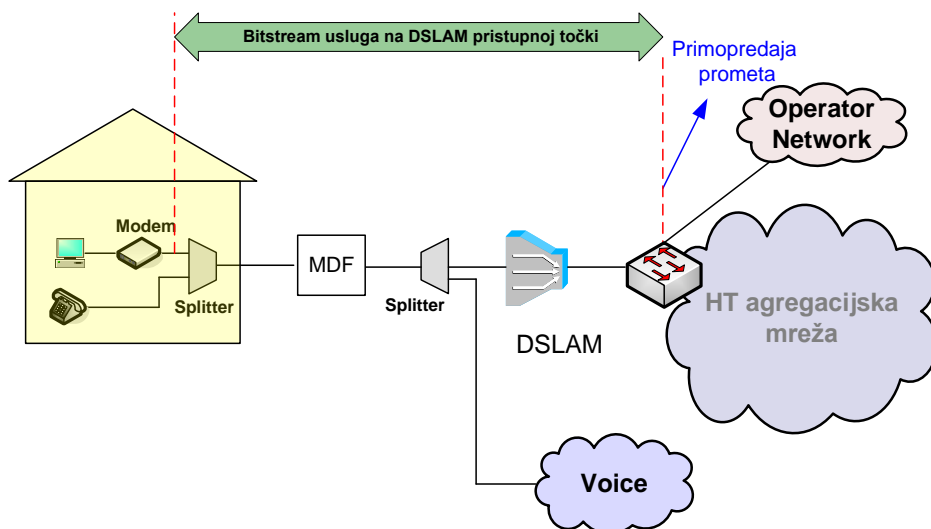 Bitstream usluga na DSLAM pristupnoj točki
Primopredaja
prometa
Operator
Network
Modem
Splitter
MDF
Splitter
DSLAM
HT agregacijska
mreža
Voice